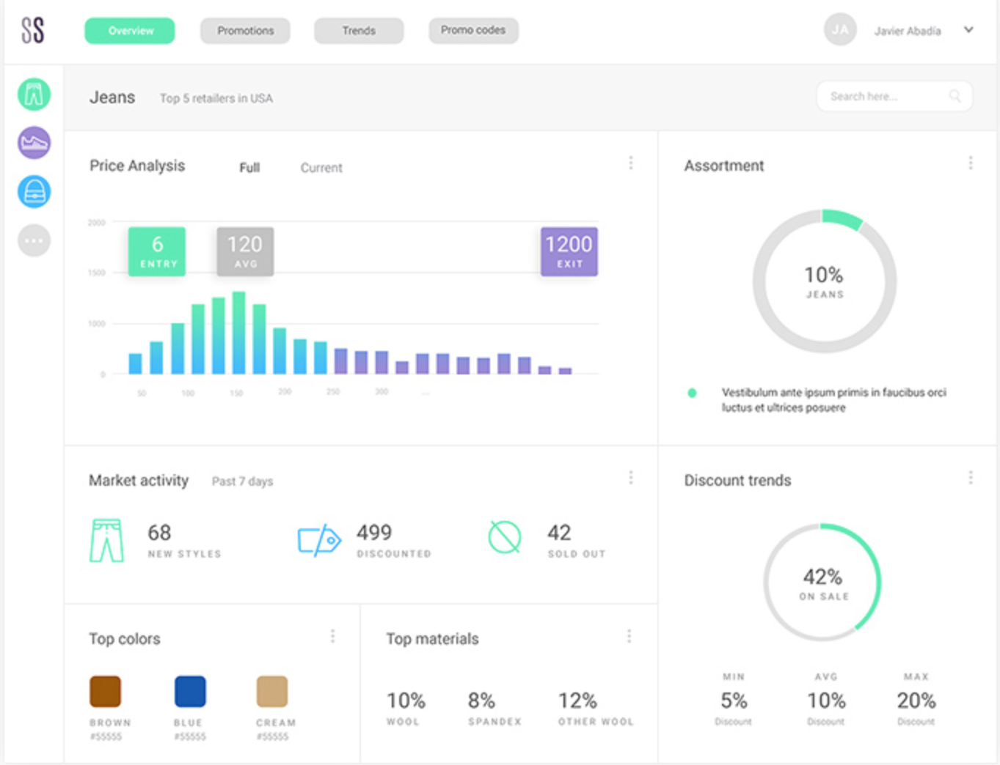 SS
Overview
Promotions
Trends
Promo codes
JA
Javier Abadía
Jeans
Top 5 retailers in USA
Search here...
Price Analysis
Full
Current
2000
1500
1000
0
6
ENTRY
120
AVG
1200
EXIT
50
100
150
200
250
300
...
Assortment
10%
JEANS
Vestibulum ante ipsum primis in faucibus orci
luctus et ultrices posuere
Market activity
Past 7 days
68
NEW STYLES
499
DISCOUNTED
42
SOLD OUT
Discount trends
42%
ON SALE
MIN
5%
Discount
AVG
10%
Discount
MAX
20%
Discount
Top colors
BROWN
#55555
BLUE
#55555
CREAM
#55555
Top materials
10%
WOOL
8%
SPANDEX
12%
OTHER WOOL